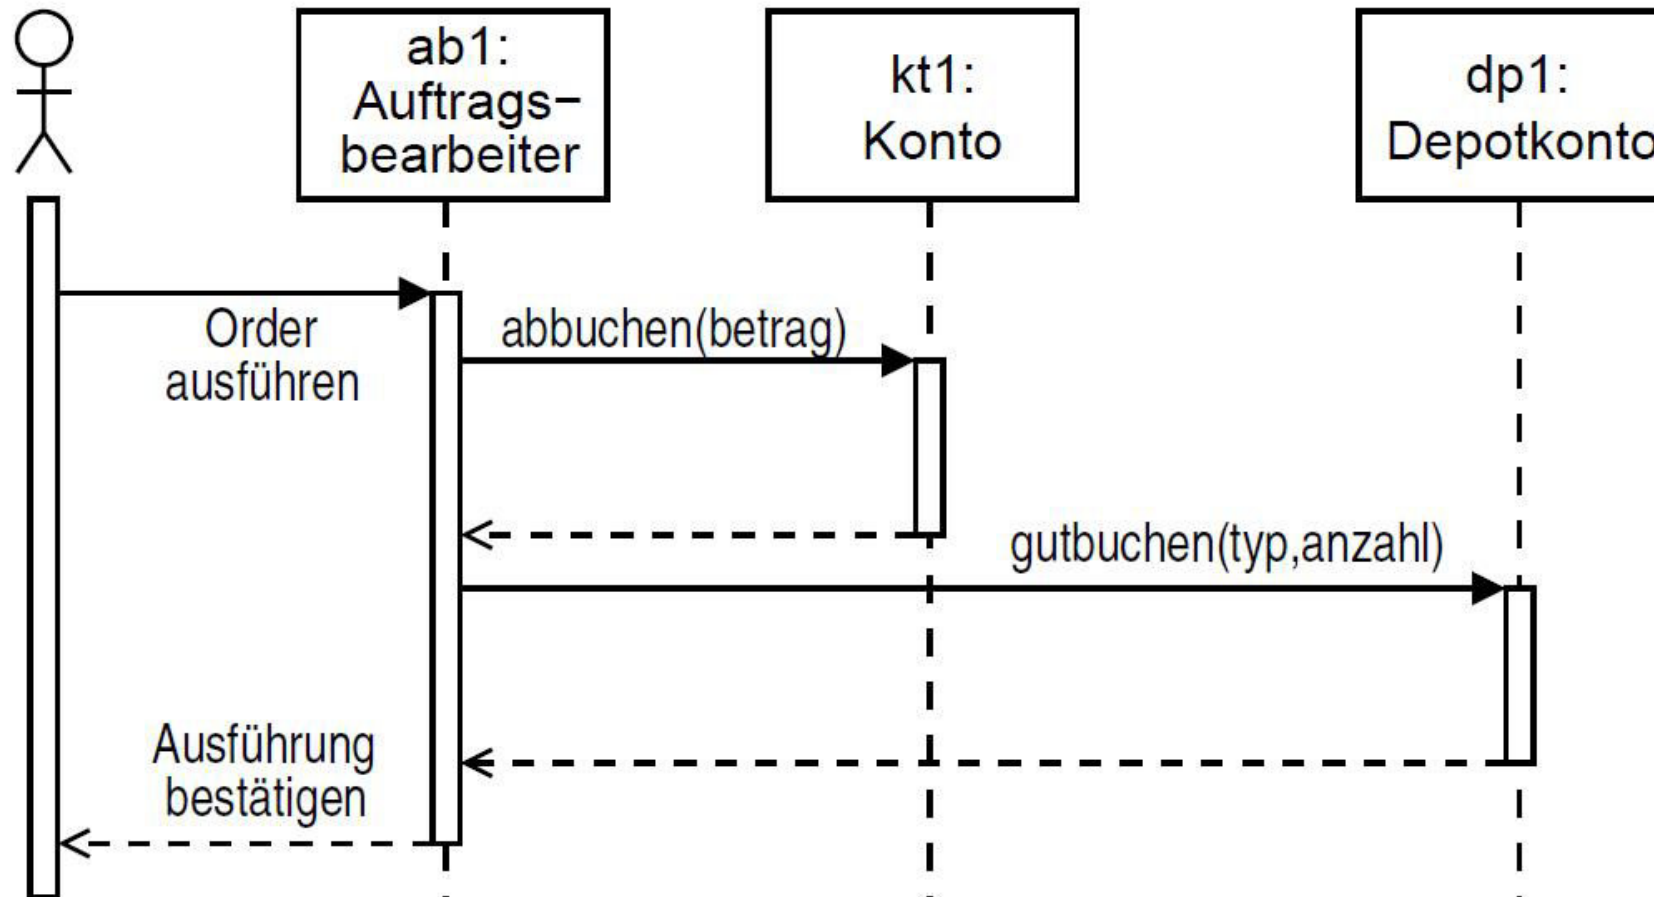 ab1:
Auftrags-
bearbeiter
kt1:
Konto
dp1:
Depotkonto
Order
ausführen
abbuchen(betrag)
gutbuchen(typ,anzahl)
Ausführung
bestätigen